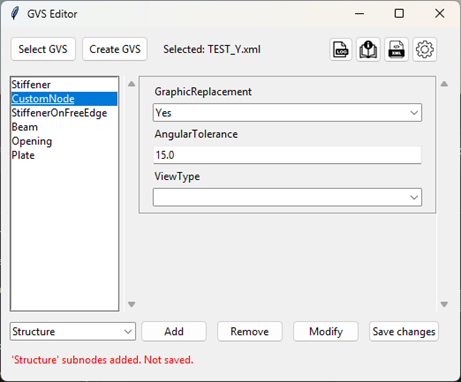 GVS Editor
Select GVS
Create GVS
Selected: TEST_Y.xml
LOG
XML
Stiffener
CustomNode
StiffenerOnFreeEdge
Beam
Opening
Plate
GraphicReplacement
Yes
AngularTolerance
15.0
ViewType
Structure
Add
Remove
Modify
Save changes
'Structure' subnodes added. Not saved.